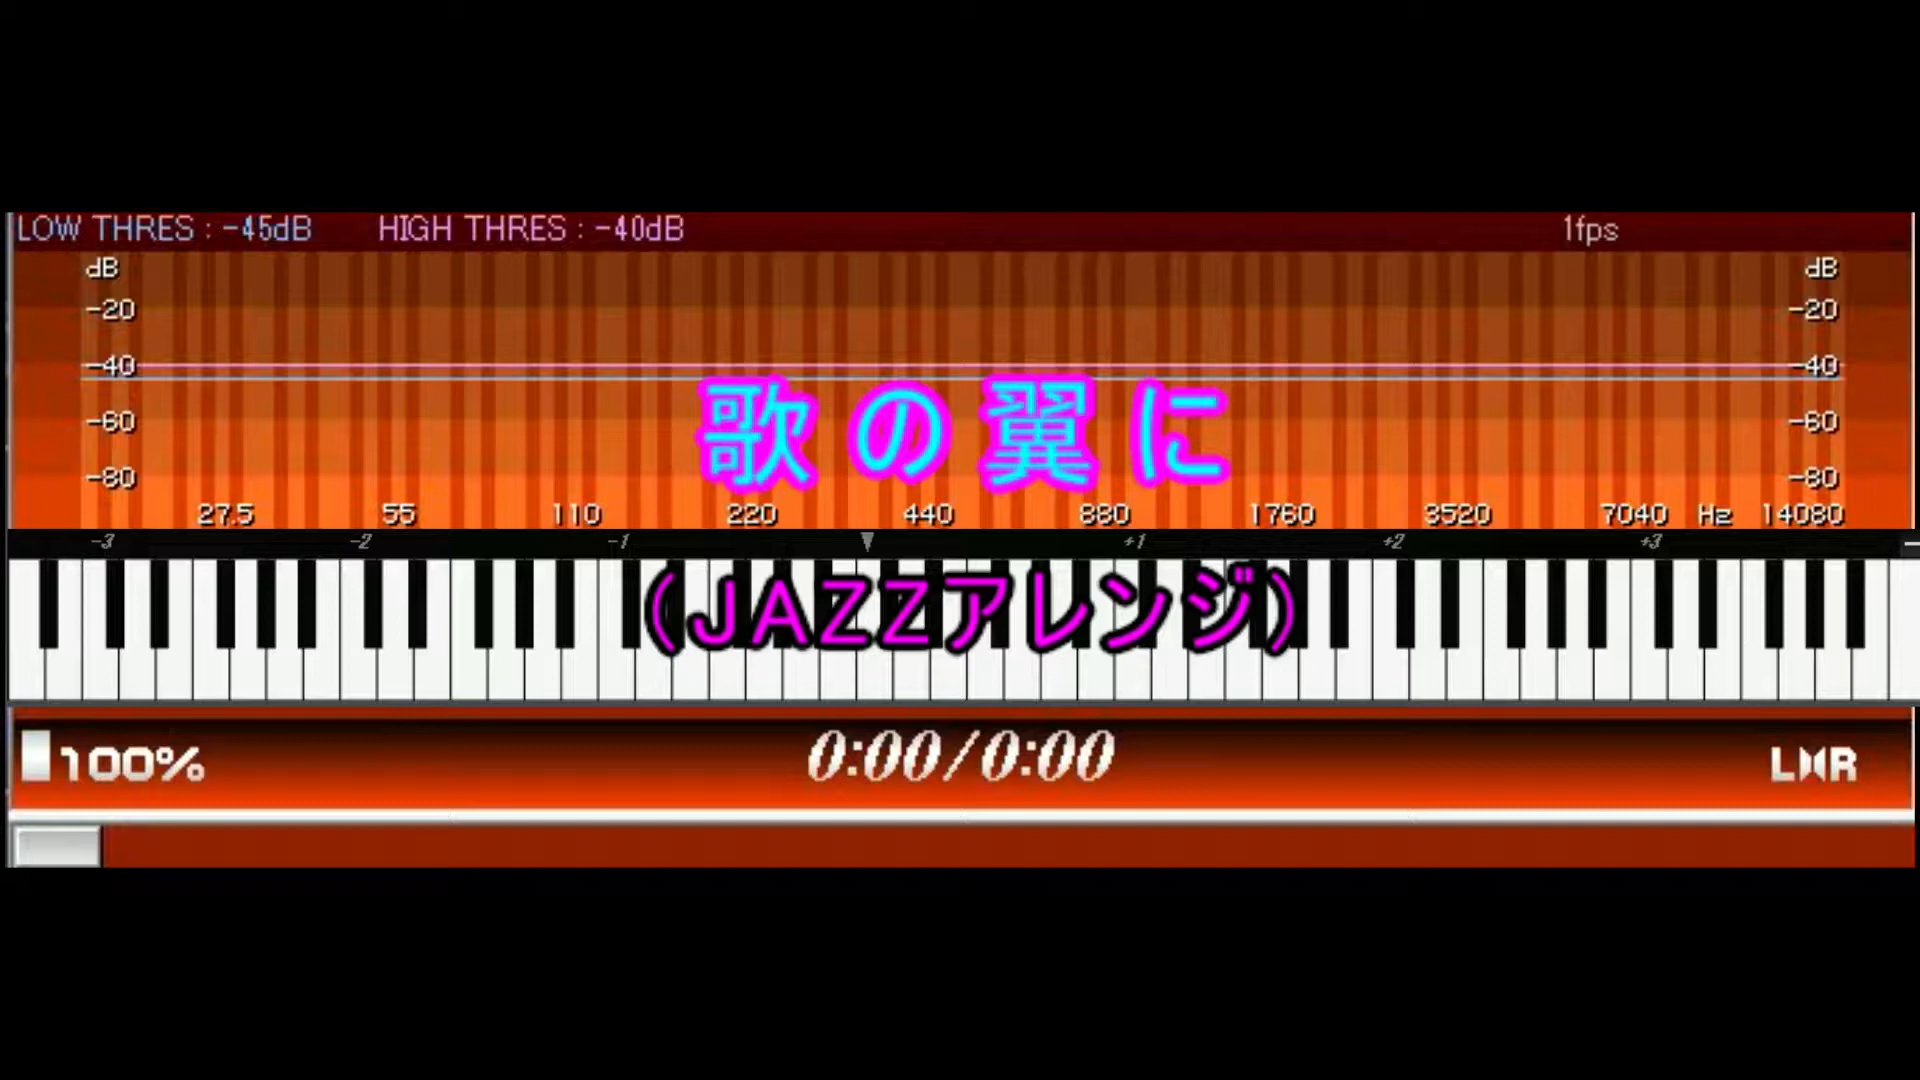 LOW THRES : -45dB HIGH THRES : -40dB 1fps
dB dB
-20 -20
-40 -40
歌の翼に
-60 -60
-80 -80
27.5 55 110 220 440 880 1760 3520 7040 Hz 14080
-3 -2 -1 +1 +2 +3
(JAZZアレンジ)
100% 0:00/0:00 L R